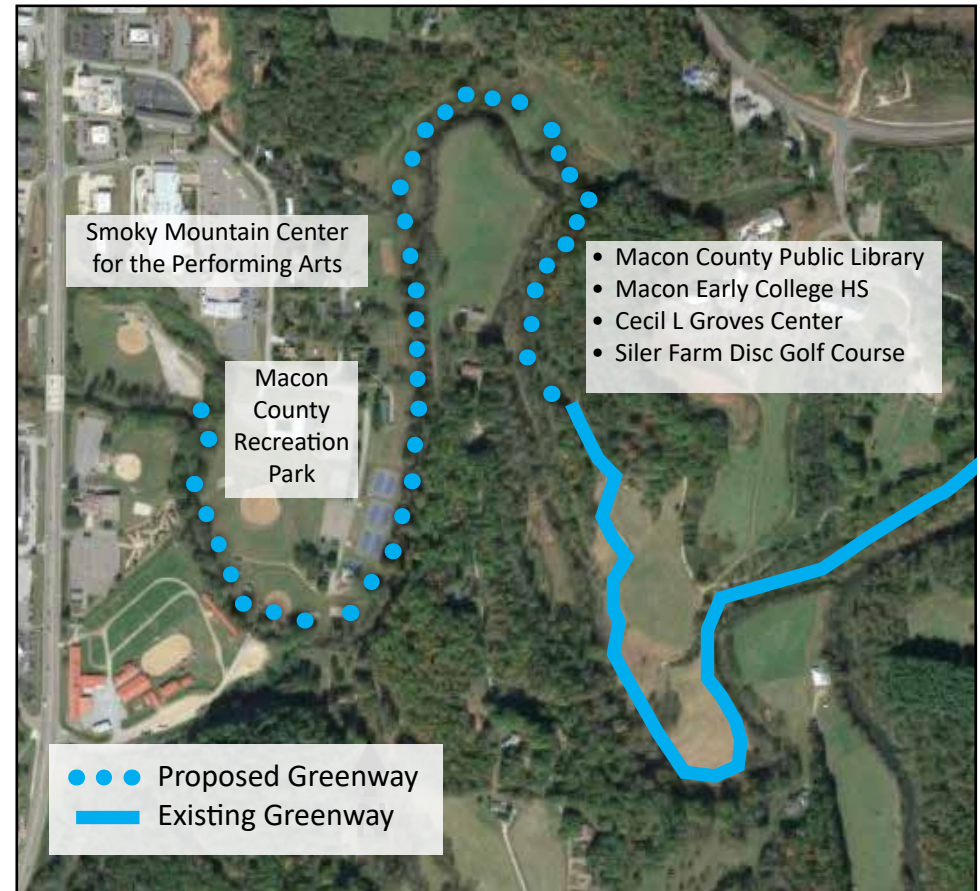 Smoky Mountain Center
for the Performing Arts
• Macon County Public Library
• Macon Early College HS
• Cecil L Groves Center
• Siler Farm Disc Golf Course
Macon
County
Recreation
Park
Proposed Greenway
Existing Greenway